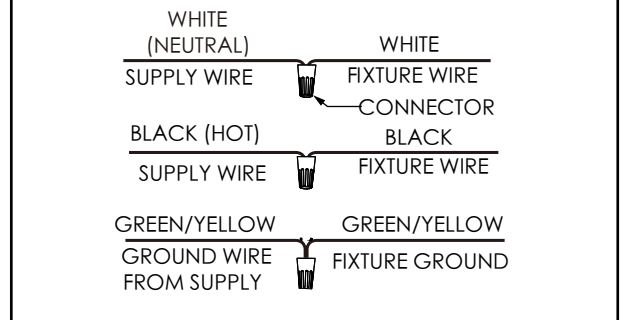 WHITE
(NEUTRAL)
WHITE
SUPPLY WIRE
FIXTURE WIRE
CONNECTOR
BLACK (HOT)
BLACK
SUPPLY WIRE
FIXTURE WIRE
GREEN/YELLOW
GREEN/YELLOW
GROUND WIRE
FROM SUPPLY
FIXTURE GROUND